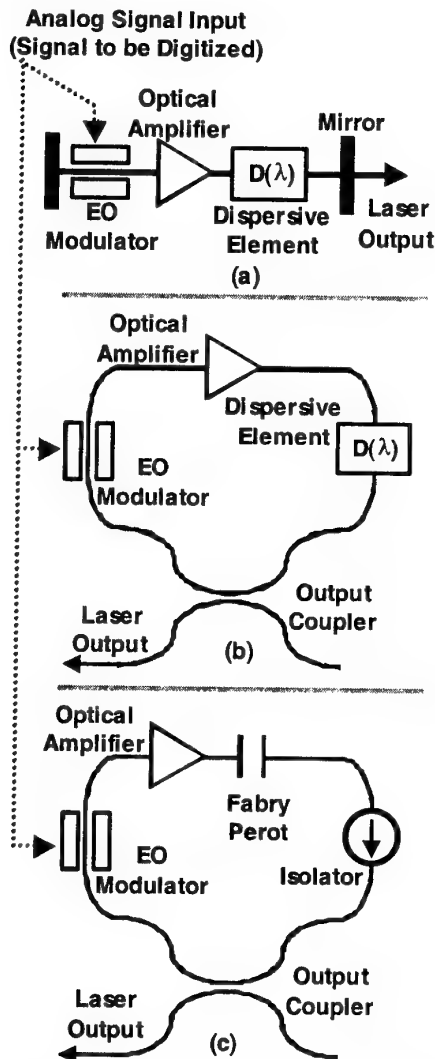 Analog Signal Input
(Signal to be Digitized)
Optical
Amplifier
Mirror
D(λ)
EO
Modulator
Dispersive
Element
Laser
Output
(a)
Optical
Amplifier
Dispersive
Element
D(λ)
EO
Modulator
Output
Coupler
Laser
Output
(b)
Optical
Amplifier
Fabry
Perot
EO
Modulator
Isolator
Output
Coupler
Laser
Output
(c)